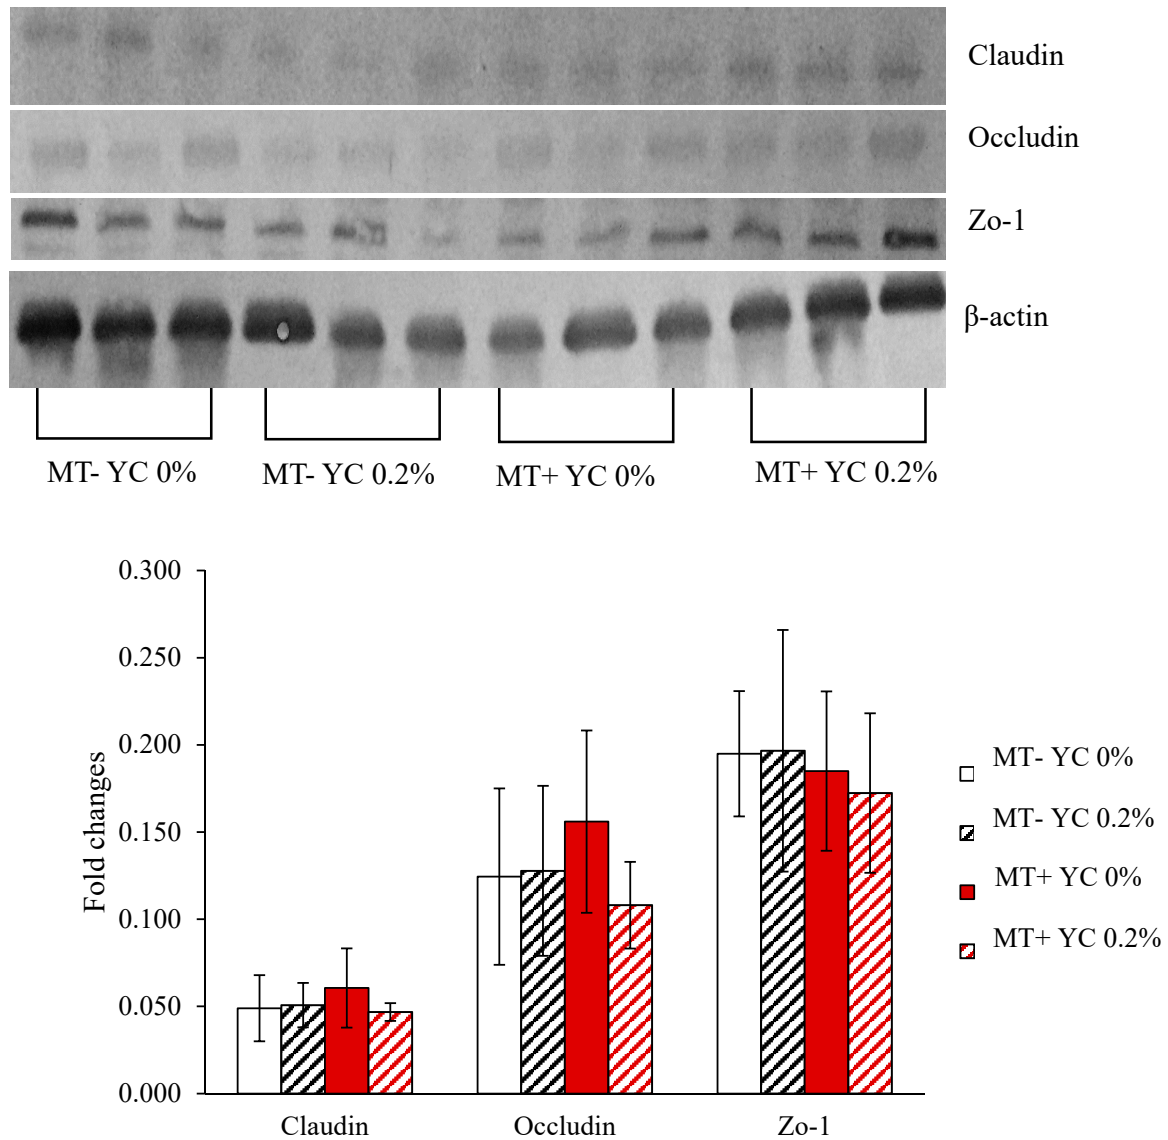 Claudin
Occludin
Zo-1
β-actin
MT- YC 0% MT- YC 0.2% MT+ YC 0% MT+ YC 0.2%
0.300
0.250
0.200
0.150
0.100
0.050
0.000
Fold changes
Claudin Occludin Zo-1
MT- YC 0%
MT- YC 0.2%
MT+ YC 0%
MT+ YC 0.2%